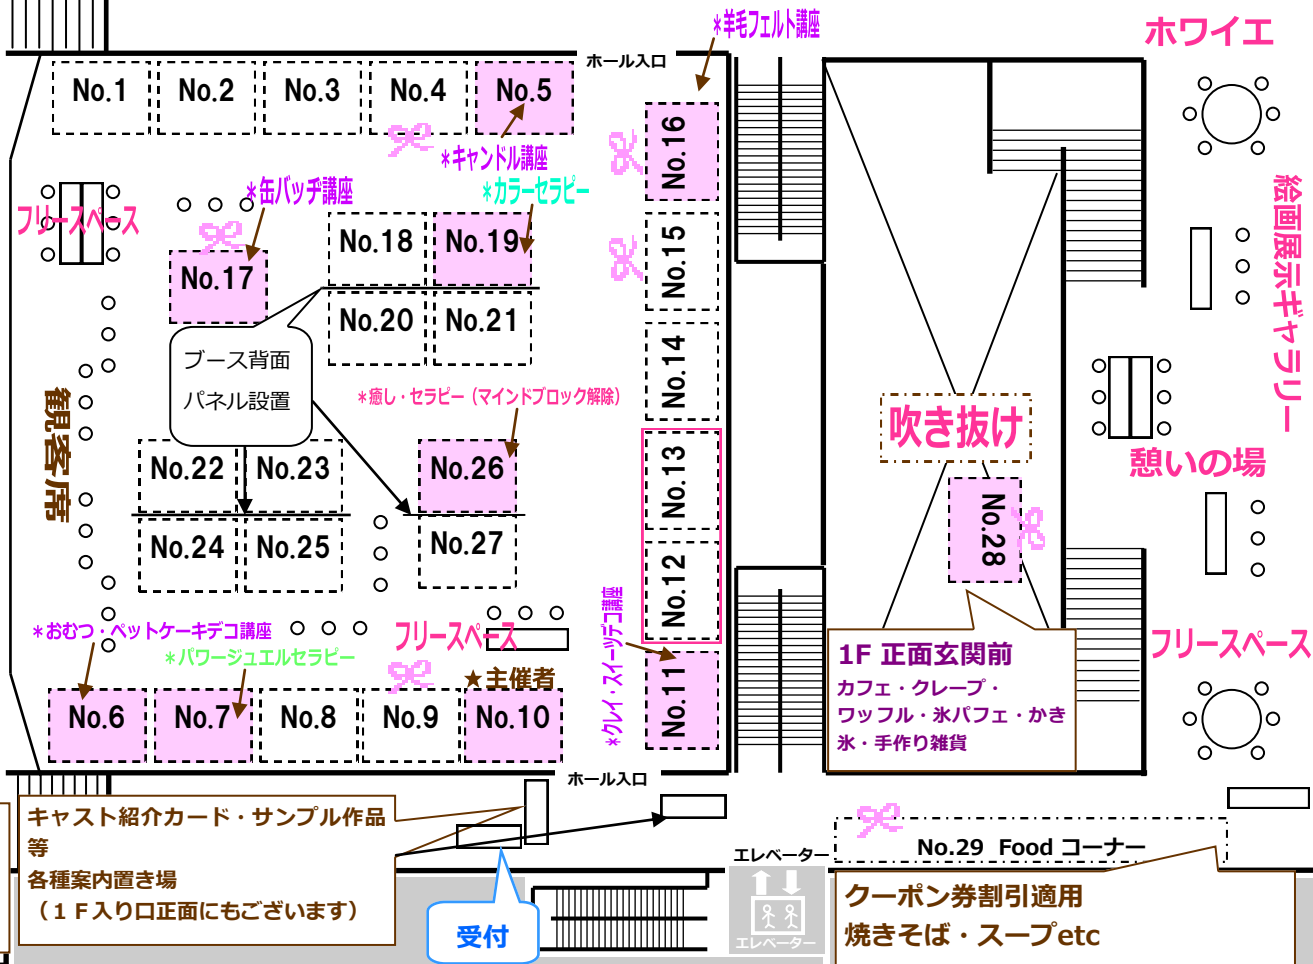 ＊羊毛フェルト講座
ホワイエ
ホール入口
No.1
No.2
No.3
No.4
No.5
No.16
＊キャンドル講座
＊缶バッヂ講座
＊カラーセラピー
フリースペース
絵画展示ギャラリー
No.17
No.18
No.19
No.15
No.20
No.21
No.14
ブース背面
パネル設置
＊癒し・セラピー（マインドブロック解除）
観客席
吹き抜け
憩いの場
No.22
No.23
No.26
No.13
No.24
No.25
No.27
No.12
No.28
＊おむつ・ペットケーキデコ講座
＊パワージュエルセラピー
フリースペース
＊クレイ・スイーツデコ講座
★主催者
No.6
No.7
No.8
No.9
No.10
No.11
1F 正面玄関前
カフェ・クレープ・
ワッフル・氷パフェ・かき
氷・手作り雑貨
フリースペース
ホール入口
キャスト紹介カード・サンプル作品
等
各種案内置き場
（１Ｆ入り口正面にもございます）
受付
エレベーター
エレベーター
No.29 Food コーナー
クーポン券割引適用
焼きそば・スープetc